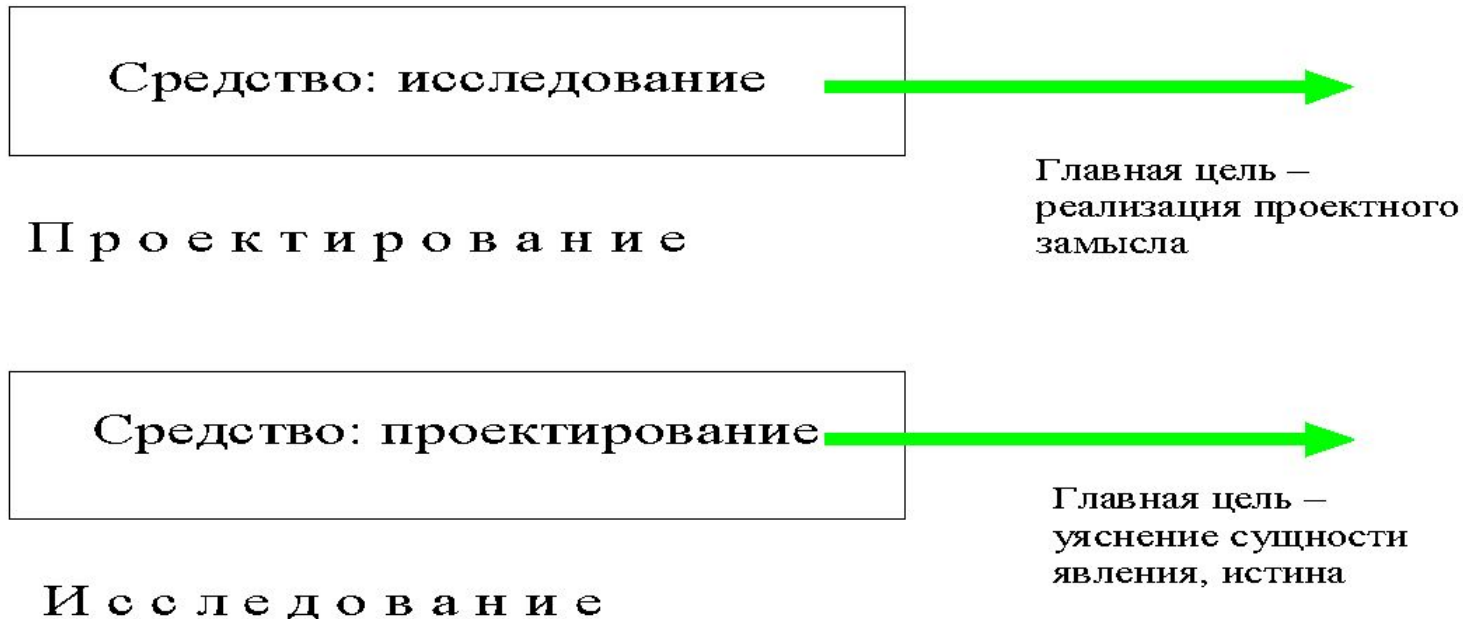 Средство: исследование
Главная цель –
реализация проектного
замысла
Проектирование
Средство: проектирование
Главная цель –
уяснение сущности
явления, истина
Исследование